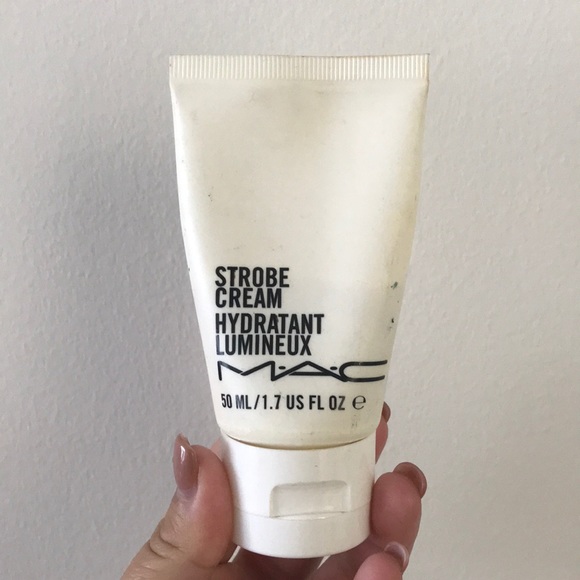 STROBE
CREAM
HYDRATANT
LUMINEUX
M·A·C
50 ML/1.7 US FL OZ ℮